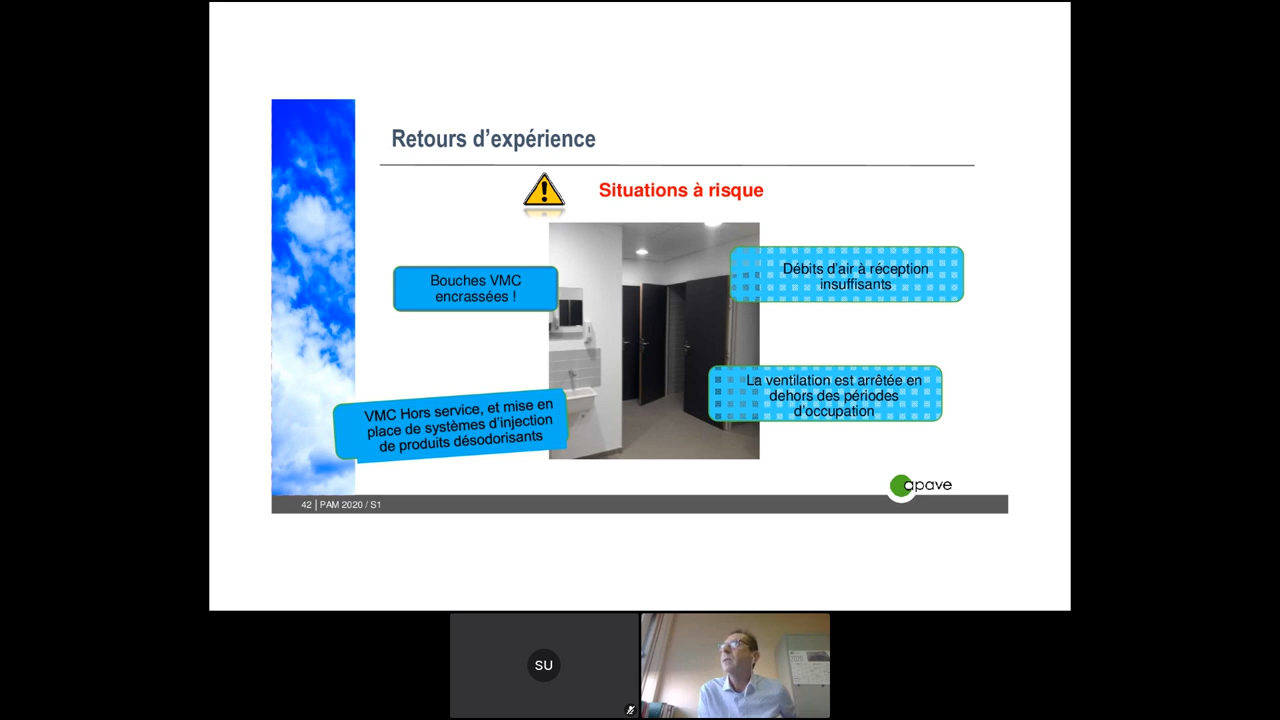 Retours d'expérience
Situations à risque
Bouches VMC
encrassées !
Débits d'air à réception
insuffisants
La ventilation est arrêtée en
dehors des périodes
d'occupation
VMC Hors service, et mise en
place de systèmes d'injection
de produits désodorisants
apave
42 | PAM 2020 / S1
SU